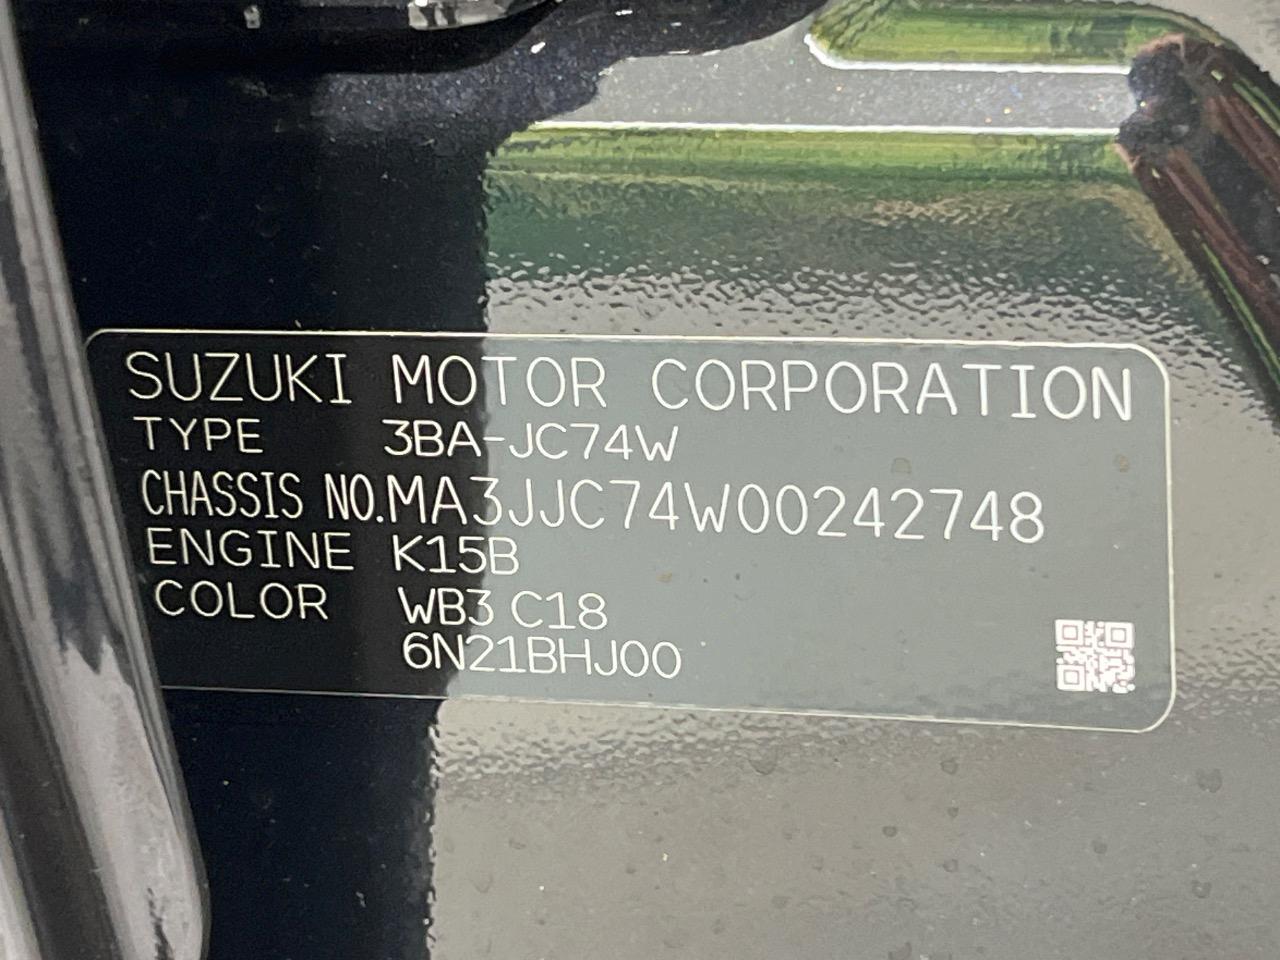 SUZUKI MOTOR CORPORATION
TYPE 3BA-JC74W
CHASSIS NO.MA3JJC74W00242748
ENGINE K15B
COLOR WB3 C18
6N21BHJ00